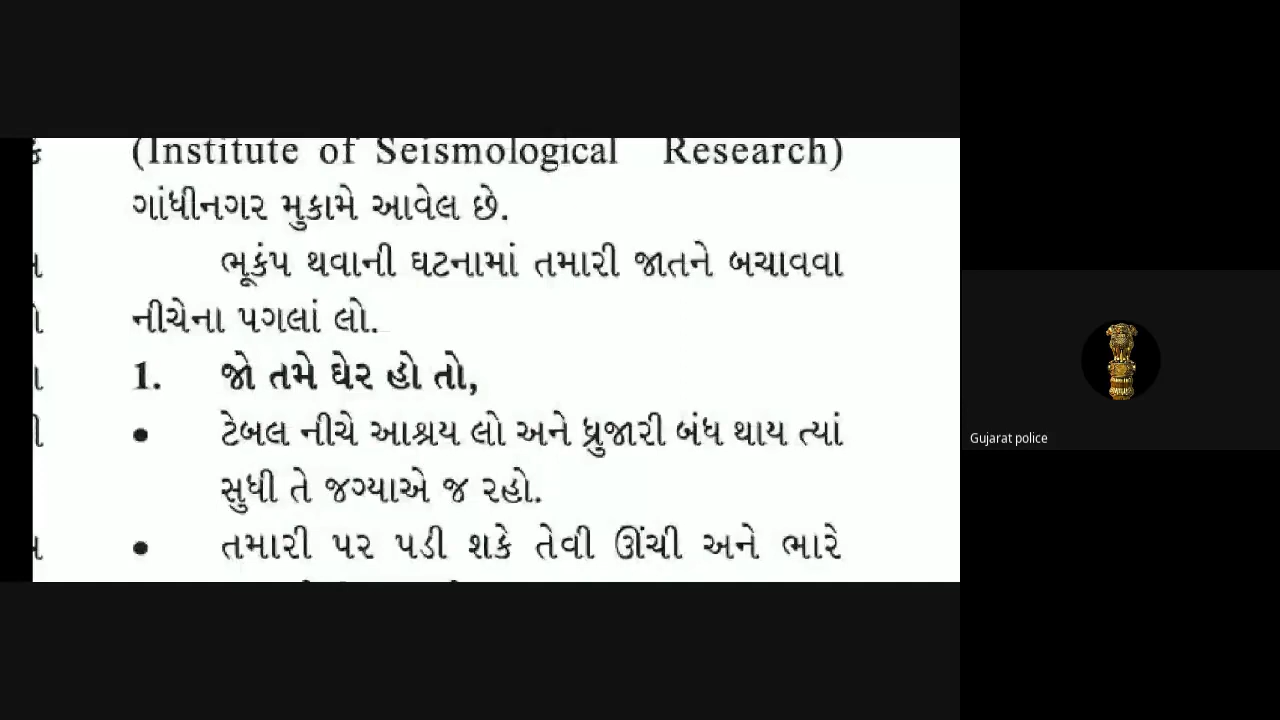 (Institute of Seismological Research)
ગાંધીનગર મુકામે આવેલ છે.
ભૂકંપ થવાની ઘટનામાં તમારી જાતને બચાવવા
નીચેના પગલાં લો.
1. જો તમે ઘેર હો તો,
• ટેબલ નીચે આશ્રય લો અને ધ્રુજારી બંધ થાય ત્યાં
સુધી તે જગ્યાએ જ રહો.
• તમારી પર પડી શકે તેવી ઊંચી અને ભારે
Gujarat police